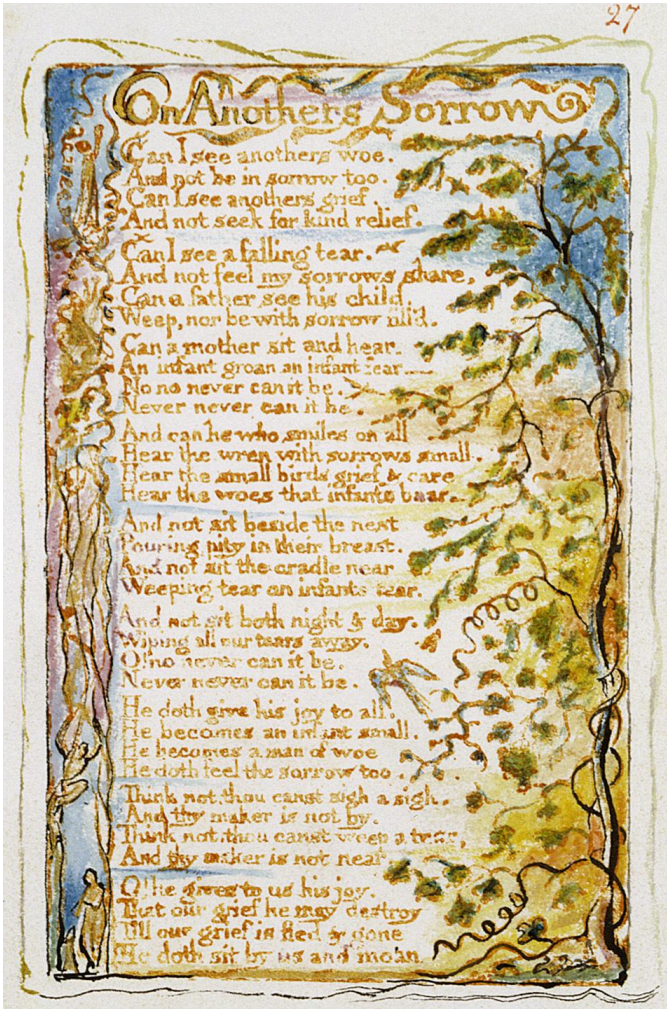 27
On Anothers Sorrow
Can I see anothers woe.
And not be in sorrow too.
Can I see anothers grief,
And not seek for kind relief.
Can I see a falling tear.
And not feel my sorrows share,
Can a father see his child,
Weep, nor be with sorrow fill'd.
Can a mother sit and hear.
An infant groan an infant fear
No no never can it be.
Never never can it be.
And can he who smiles on all
Hear the wren with sorrows small.
Hear the small birds grief & care
Hear the woes that infants bear
And not sit beside the nest
Pouring pity in their breast.
And not sit the cradle near
Weeping tear on infants tear.
And not sit both night & day.
Wiping all our tears away.
O! no never can it be.
Never never can it be.
He doth give his joy to all.
He becomes an infant small.
He becomes a man of woe
He doth feel the sorrow too.
Think not thou canst sigh a sigh.
And thy maker is not by.
Think not thou canst weep a tear,
And thy maker is not near
O! he gives to us his joy.
That our grief he may destroy
Till our grief is fled & gone
He doth sit by us and moan